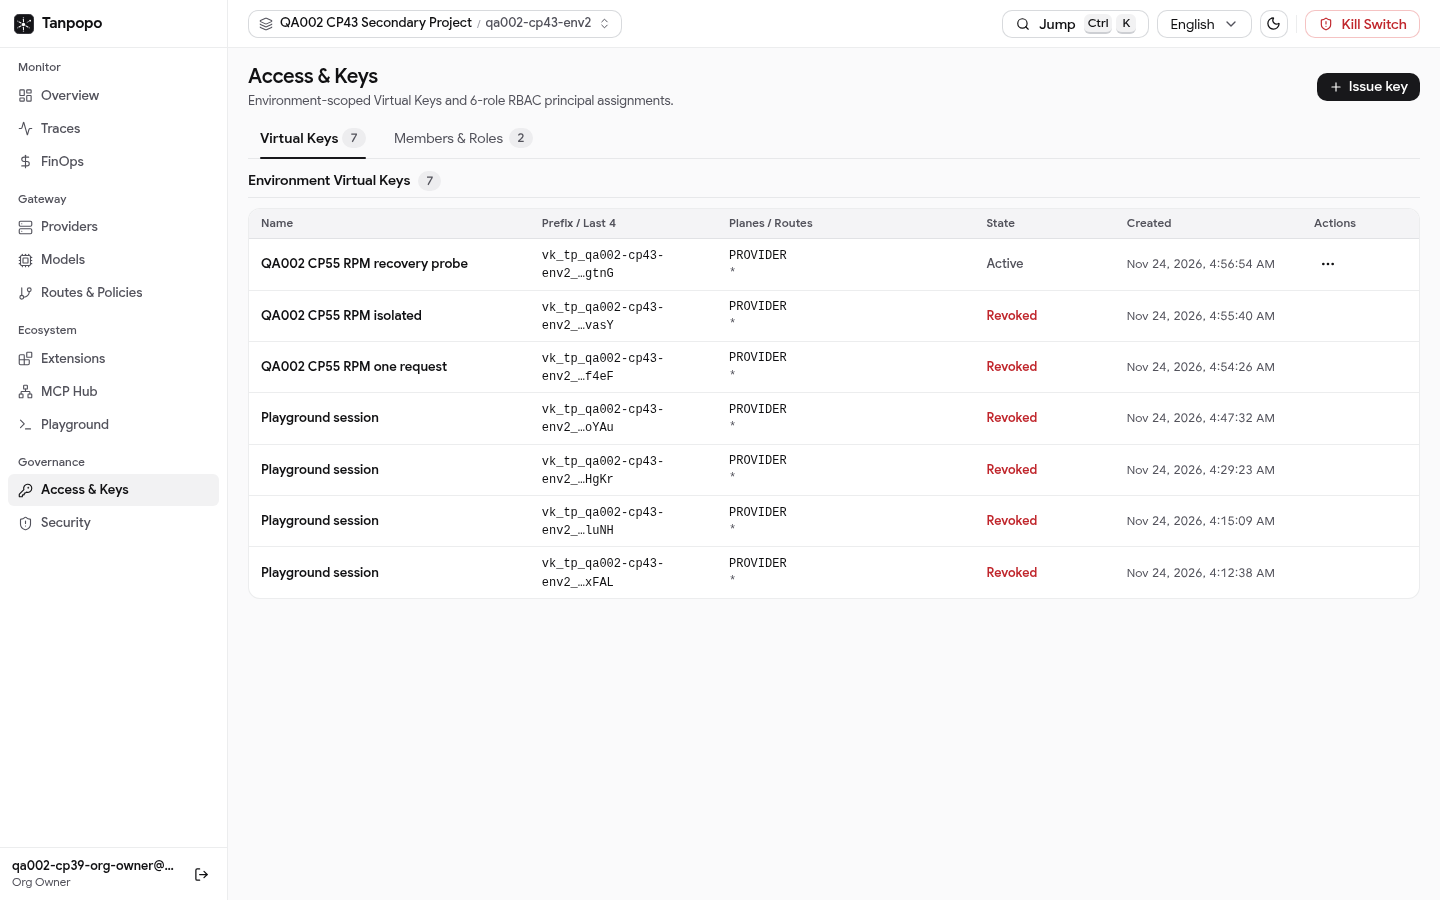 Tanpopo
QA002 CP43 Secondary Project / qa002-cp43-env2
Jump Ctrl K
English
Kill Switch
Monitor
Overview
Traces
FinOps
Gateway
Providers
Models
Routes & Policies
Ecosystem
Extensions
MCP Hub
Playground
Governance
Access & Keys
Security
qa002-cp39-org-owner@...
Org Owner
Access & Keys
Environment-scoped Virtual Keys and 6-role RBAC principal assignments.
Issue key
Virtual Keys 7 Members & Roles 2
Environment Virtual Keys 7
Name Prefix / Last 4 Planes / Routes State Created Actions
QA002 CP55 RPM recovery probe vk_tp_qa002-cp43- PROVIDER Active Nov 24, 2026, 4:56:54 AM ...
env2_…gtnG *
QA002 CP55 RPM isolated vk_tp_qa002-cp43- PROVIDER Revoked Nov 24, 2026, 4:55:40 AM
env2_…vasY *
QA002 CP55 RPM one request vk_tp_qa002-cp43- PROVIDER Revoked Nov 24, 2026, 4:54:26 AM
env2_…f4eF *
Playground session vk_tp_qa002-cp43- PROVIDER Revoked Nov 24, 2026, 4:47:32 AM
env2_…oYAu *
Playground session vk_tp_qa002-cp43- PROVIDER Revoked Nov 24, 2026, 4:29:23 AM
env2_…HgKr *
Playground session vk_tp_qa002-cp43- PROVIDER Revoked Nov 24, 2026, 4:15:09 AM
env2_…luNH *
Playground session vk_tp_qa002-cp43- PROVIDER Revoked Nov 24, 2026, 4:12:38 AM
env2_…xFAL *